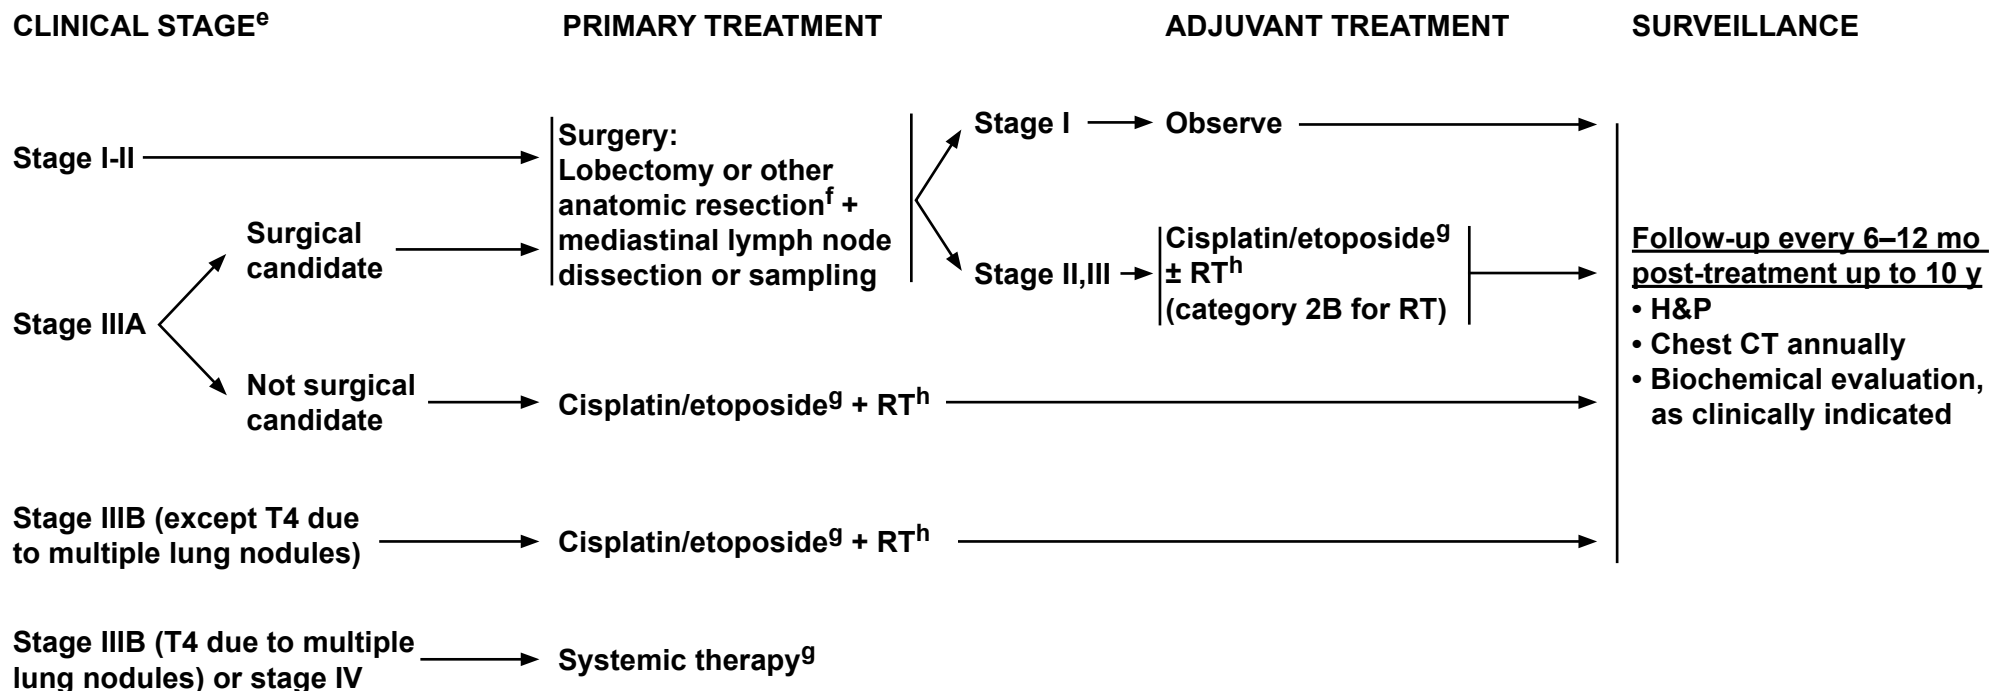 CLINICAL STAGEe
PRIMARY TREATMENT
ADJUVANT TREATMENT
SURVEILLANCE
Stage I-II
Surgery:
Lobectomy or other
anatomic resectionf +
mediastinal lymph node
dissection or sampling
Stage I
Observe
Stage II,III
Cisplatin/etoposideg
± RTh
(category 2B for RT)
Stage IIIA
Surgical
candidate
Not surgical
candidate
Cisplatin/etoposideg + RTh
Stage IIIB (except T4 due
to multiple lung nodules)
Cisplatin/etoposideg + RTh
Stage IIIB (T4 due to multiple
lung nodules) or stage IV
Systemic therapyg
Follow-up every 6–12 mo
post-treatment up to 10 y
• H&P
• Chest CT annually
• Biochemical evaluation,
as clinically indicated